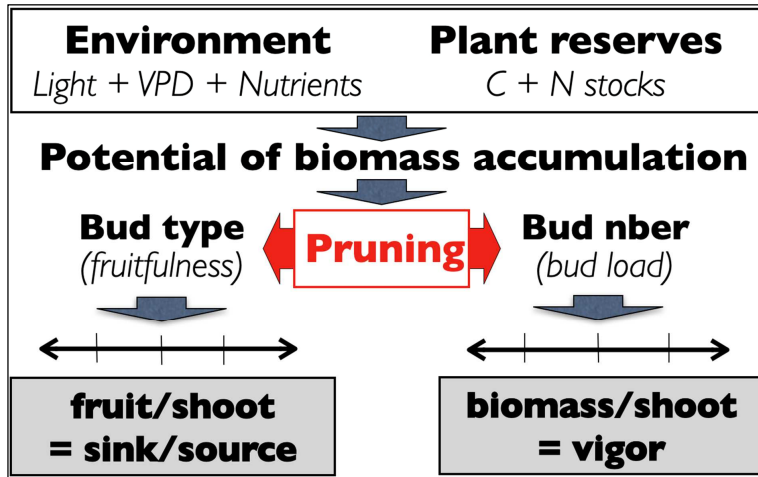 Environment
Light + VPD + Nutrients
Plant reserves
C + N stocks
Potential of biomass accumulation
Bud type
(fruitfulness)
Pruning
Bud nber
(bud load)
fruit/shoot
= sink/source
biomass/shoot
= vigor